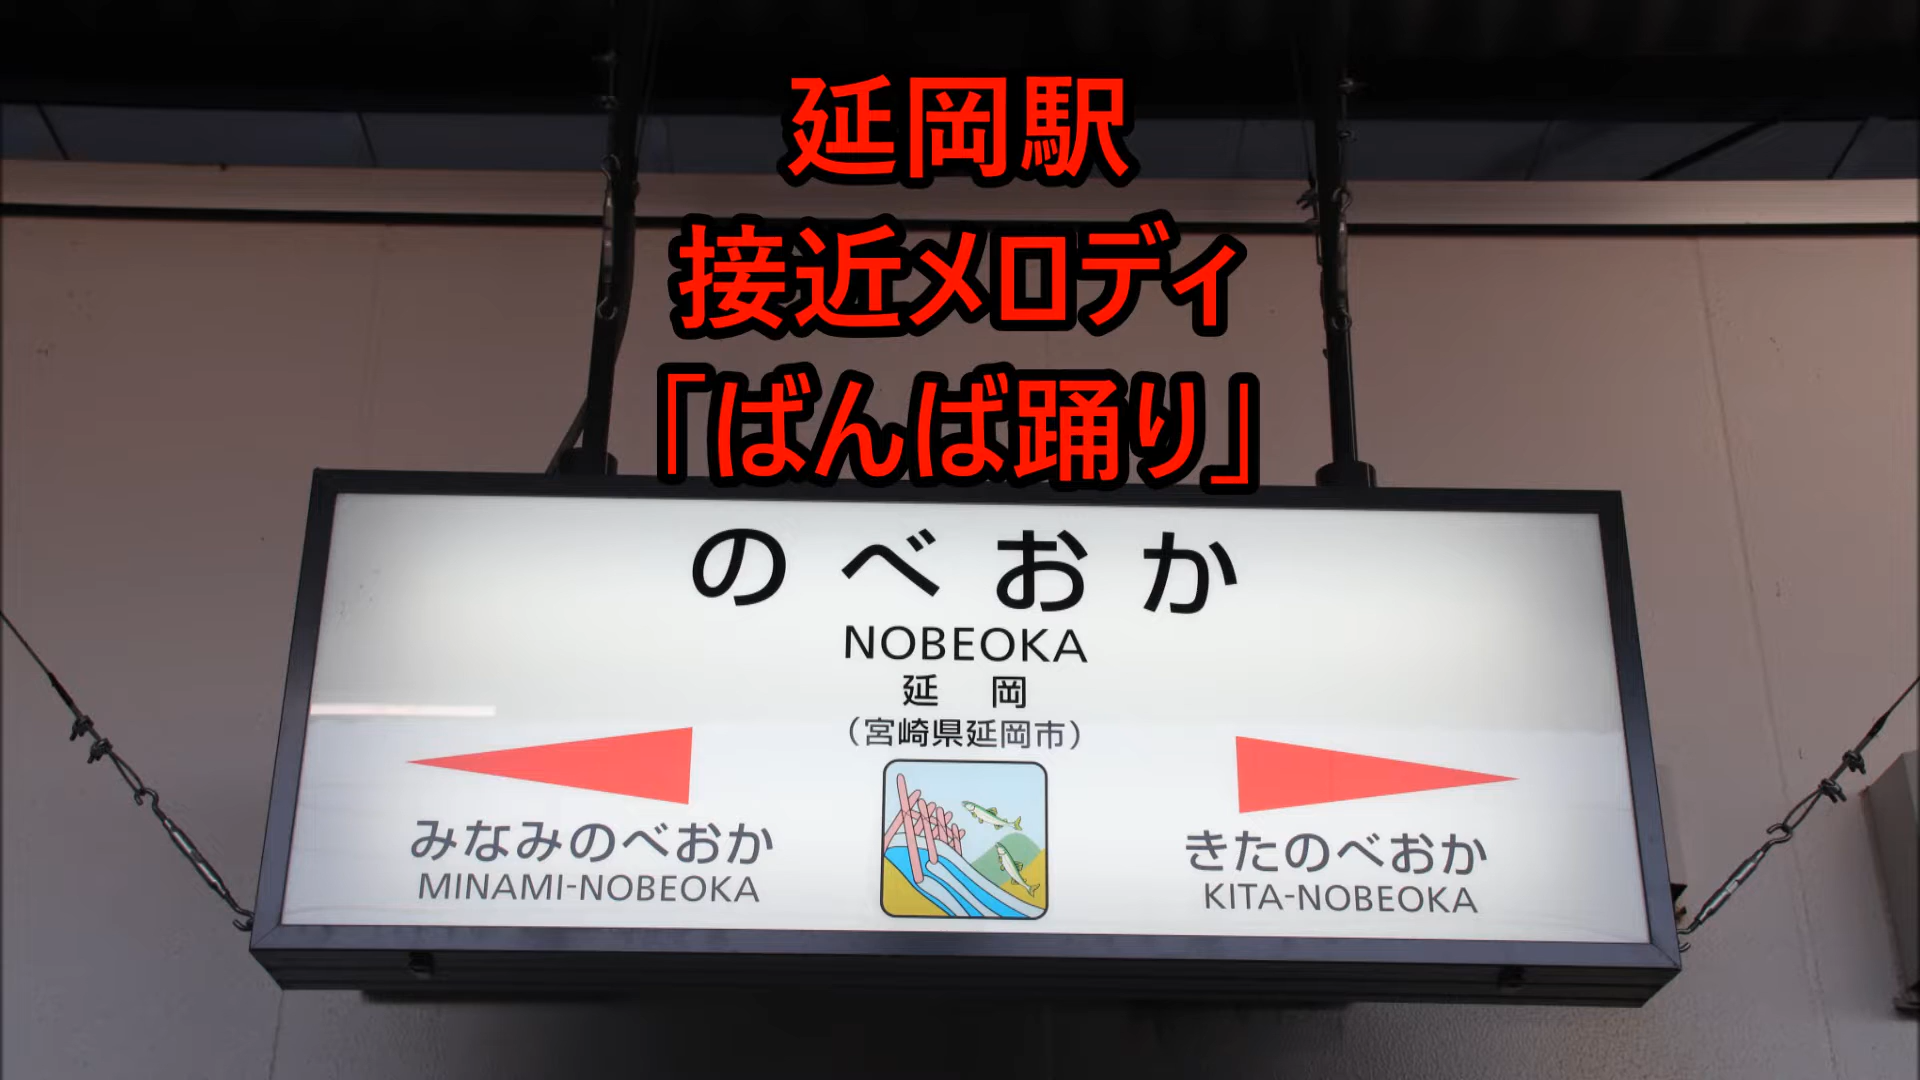 延岡駅
接近メロディ
「ばんば踊り」
のべおか
NOBEOKA
延岡
（宮崎県延岡市）
みなみのべおか
MINAMI-NOBEOKA
きたのべおか
KITA-NOBEOKA